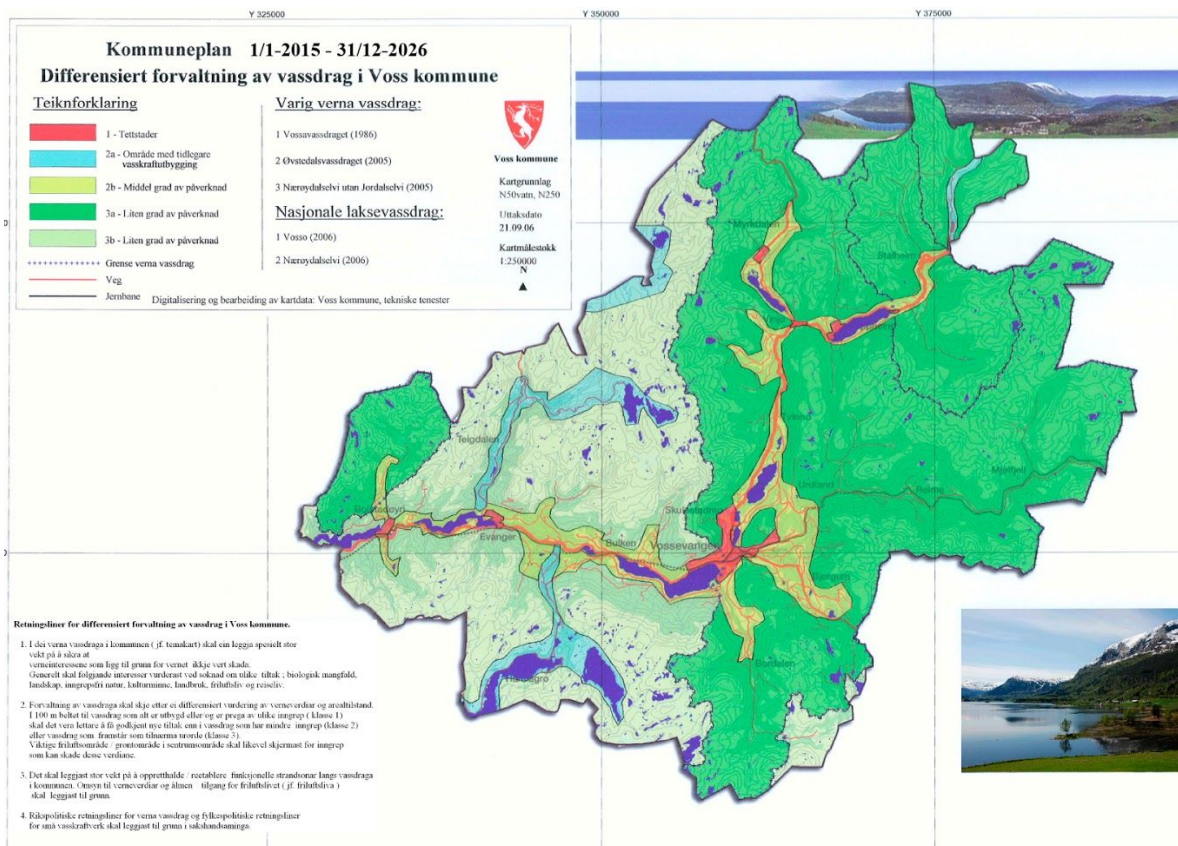 Y 325000
Y 350000
Y 375000
Kommuneplan 1/1-2015 - 31/12-2026
Differensiert forvaltning av vassdrag i Voss kommune
Teiknforklaring
1 - Tettstader
2a - Område med tidlegare
vasskraftutbygging
2b - Middel grad av påverknad
3a - Liten grad av påverknad
3b - Liten grad av påverknad
Grense verna vassdrag
Veg
Jernbane
Varig verna vassdrag:
1 Vossavassdraget (1986)
2 Øvstedalsvassdraget (2005)
3 Nærøydalselvi utan Jordalselvi (2005)
Nasjonale laksevassdrag:
1 Vosso (2006)
2 Nærøydalselvi (2006)
Voss kommune
Kartgrunnlag
N50vatn, N250
Uttaksdato
21.09.06
Kartmålestokk
1:250000
N
Digitalisering og bearbeiding av kartdata: Voss kommune, tekniske tenester
Myrkdalen
Stalheim
Teigdalen
Tvinno
Urdland
Mjølfjell
Reime
Evanger
Bulken
Vossevangen
Bjørgum
Bordalen
Retningsliner for differensiert forvaltning av vassdrag i Voss kommune.
1. I dei verna vassdraga i kommunen ( jf. temakart) skal ein leggja spesielt stor
vekt på å sikra at
verneinteressene som ligg til grunn for vernet ikkje vert skada.
Generelt skal følgjande interesser vurderast ved søknad om ulike tiltak ; biologisk mangfald,
landskap, inngrepsfri natur, kulturminne, landbruk, friluftsliv og reiseliv.
2. Forvaltning av vassdraga skal skje etter ei differensiert vurdering av verneverdiar og arealtilstand.
I 100 m beltet til vassdrag som alt er utbygd eller/og er prega av ulike inngrep ( klasse 1)
skal det vera lettare å få godkjent nye tiltak enn i vassdrag som har mindre inngrep (klasse 2)
eller vassdrag som framstår som tilnærma urørde (klasse 3).
Viktige friluftsområde / grøntområde i sentrumsområde skal likevel skjermast for inngrep
som kan skade desse verdiane.
3. Det skal leggjast stor vekt på å oppretthalde / reetablere funksjonelle strandsonar langs vassdraga
i kommunen. Omsyn til verneverdiar og ålmen tilgang for friluftslivet ( jf. friluftsliva )
skal leggjast til grunn.
4. Rikspolitiske retningsliner for verna vassdrag og fylkespolitiske retningsliner
for små vasskraftverk skal leggjast til grunn i sakshandsaminga.